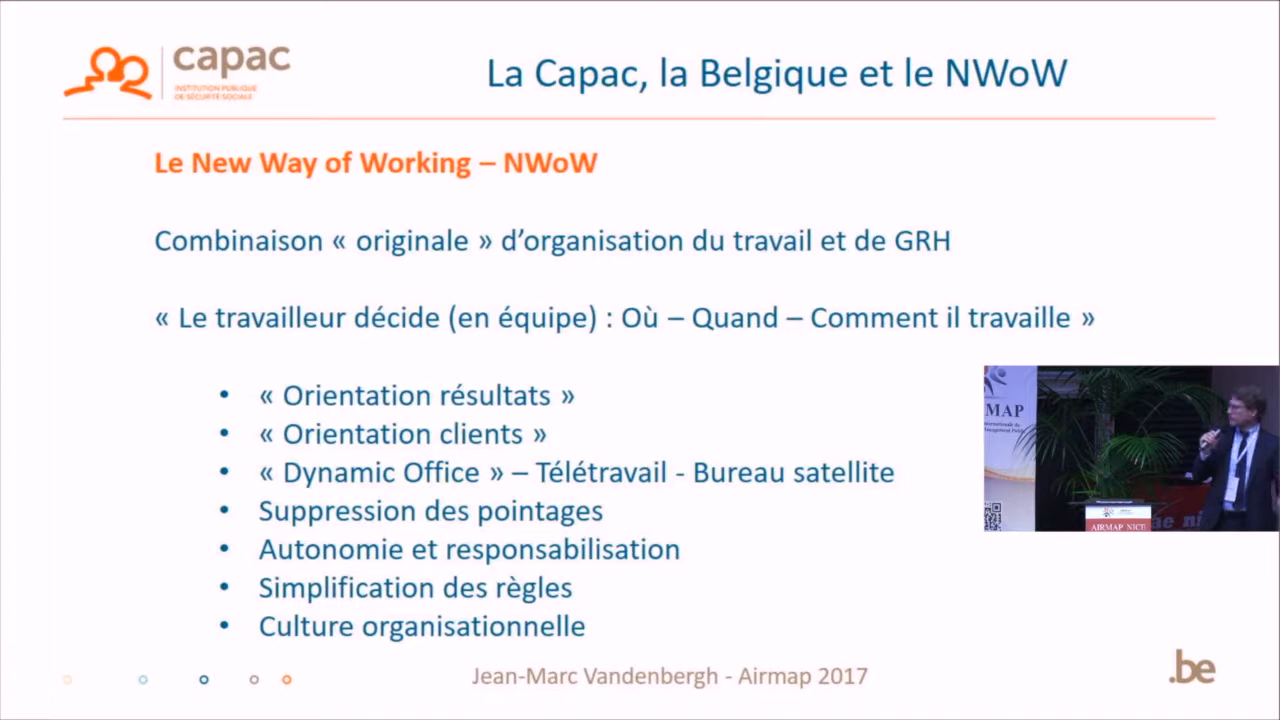 capac
INSTITUTION PUBLIQUE
DE SÉCURITÉ SOCIALE
La Capac, la Belgique et le NWoW
Le New Way of Working – NWoW
Combinaison « originale » d'organisation du travail et de GRH
« Le travailleur décide (en équipe) : Où – Quand – Comment il travaille »
• « Orientation résultats »
• « Orientation clients »
• « Dynamic Office » – Télétravail - Bureau satellite
• Suppression des pointages
• Autonomie et responsabilisation
• Simplification des règles
• Culture organisationnelle
MAP
AIRMAP NICE
Jean-Marc Vandenbergh - Airmap 2017
.be